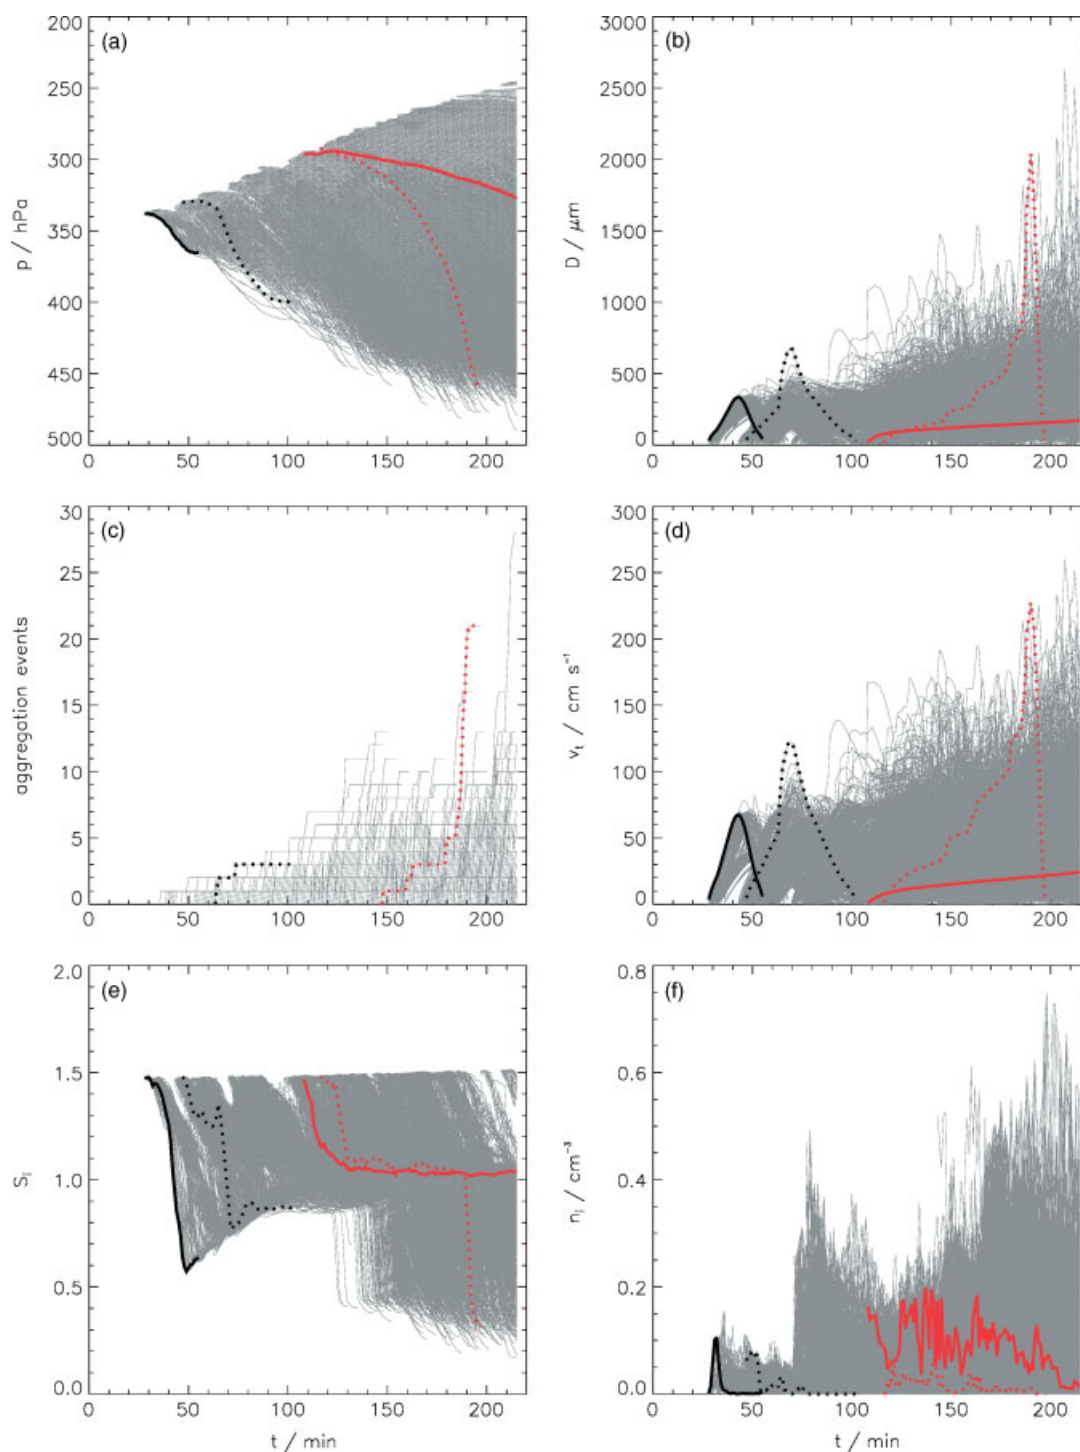 (a)
200
250
300
350
400
450
500
p / hPa
0 50 100 150 200
(b)
3000
2500
2000
1500
1000
500
0
D / μm
0 50 100 150 200
(c)
30
25
20
15
10
5
0
aggregation events
0 50 100 150 200
(d)
300
250
200
150
100
50
0
vt / cm s⁻¹
0 50 100 150 200
(e)
2.0
1.5
1.0
0.5
0.0
Si
0 50 100 150 200
t / min
(f)
0.8
0.6
0.4
0.2
0.0
ni / cm⁻³
0 50 100 150 200
t / min